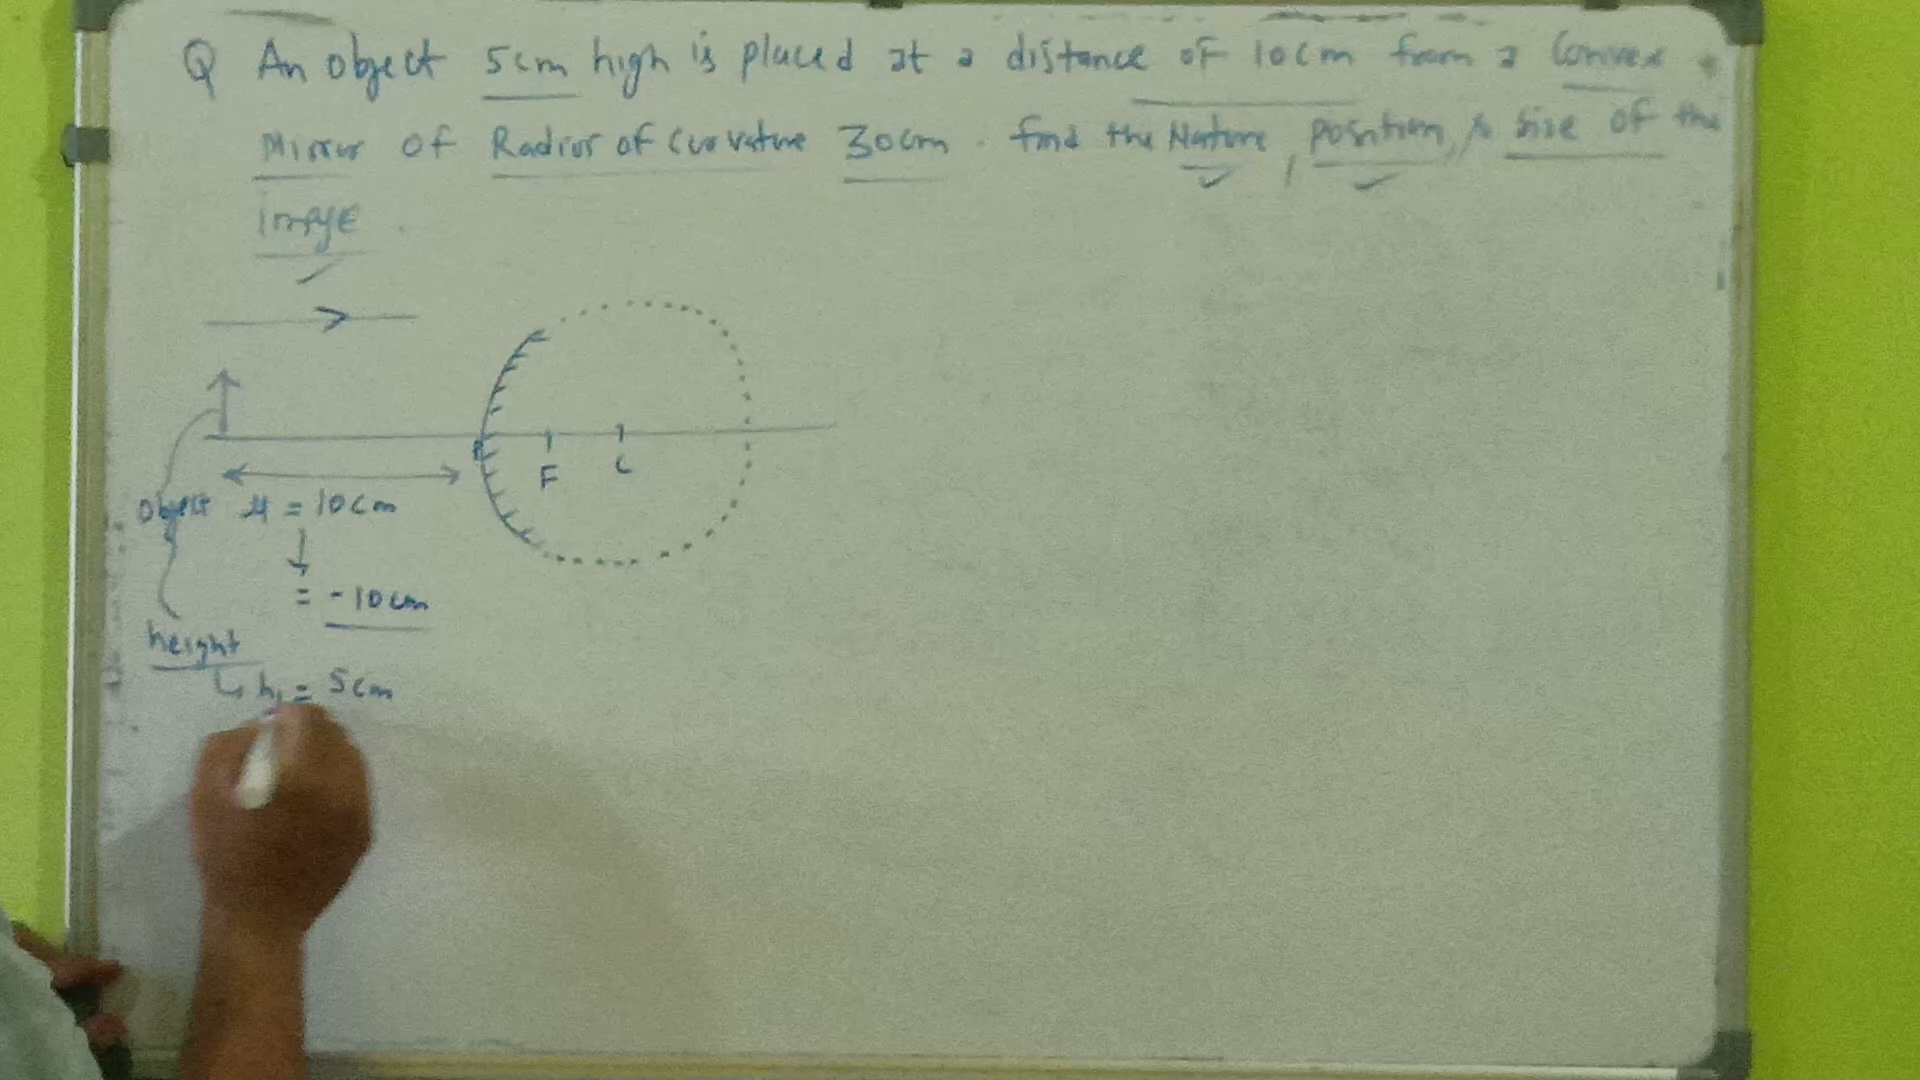 Q An object 5cm high is placed at a distance of 10cm from a Convex
Mirror of Radius of Curvature 30cm. find the Nature, position, & size of the
image.
P
F
C
object u = 10cm
= -10cm
height
h1 = 5cm